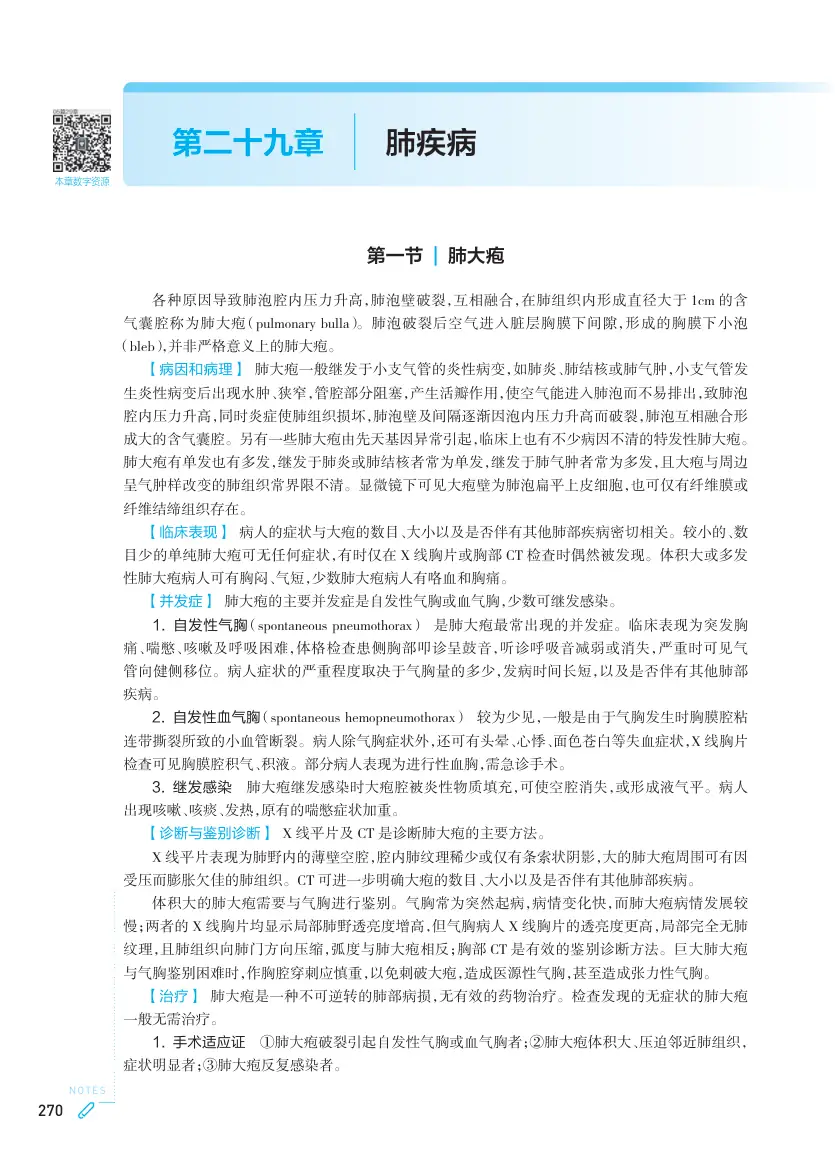 第二十九章
肺疾病
本章数字资源
第一节 | 肺大疱
各种原因导致肺泡腔内压力升高,肺泡壁破裂,互相融合,在肺组织内形成直径大于 1cm 的含
气囊腔称为肺大疱(pulmonary bulla)。肺泡破裂后空气进入脏层胸膜下间隙,形成的胸膜下小泡
(bleb),并非严格意义上的肺大疱。
【病因和病理】 肺大疱一般继发于小支气管的炎性病变,如肺炎、肺结核或肺气肿,小支气管发
生炎性病变后出现水肿、狭窄,管腔部分阻塞,产生活瓣作用,使空气能进入肺泡而不易排出,致肺泡
腔内压力升高,同时炎症使肺组织损坏,肺泡壁及间隔逐渐因泡内压力升高而破裂,肺泡互相融合形
成大的含气囊腔。另有一些肺大疱由先天基因异常引起,临床上也有不少病因不清的特发性肺大疱。
肺大疱有单发也有多发,继发于肺炎或肺结核者常为单发,继发于肺气肿者常为多发,且大疱与周边
呈气肿样改变的肺组织常界限不清。显微镜下可见大疱壁为肺泡扁平上皮细胞,也可仅有纤维膜或
纤维结缔组织存在。
【临床表现】 病人的症状与大疱的数目、大小以及是否伴有其他肺部疾病密切相关。较小的、数
目少的单纯肺大疱可无任何症状,有时仅在 X 线胸片或胸部 CT 检查时偶然被发现。体积大或多发
性肺大疱病人可有胸闷、气短,少数肺大疱病人有咯血和胸痛。
【并发症】 肺大疱的主要并发症是自发性气胸或血气胸,少数可继发感染。
1. 自发性气胸(spontaneous pneumothorax) 是肺大疱最常出现的并发症。临床表现为突发胸
痛、喘憋、咳嗽及呼吸困难,体格检查患侧胸部叩诊呈鼓音,听诊呼吸音减弱或消失,严重时可见气
管向健侧移位。病人症状的严重程度取决于气胸量的多少,发病时间长短,以及是否伴有其他肺部
疾病。
2. 自发性血气胸(spontaneous hemopneumothorax) 较为少见,一般是由于气胸发生时胸膜腔粘
连带撕裂所致的小血管断裂。病人除气胸症状外,还可有头晕、心悸、面色苍白等失血症状,X 线胸片
检查可见胸膜腔积气、积液。部分病人表现为进行性血胸,需急诊手术。
3. 继发感染 肺大疱继发感染时大疱腔被炎性物质填充,可使空腔消失,或形成液气平。病人
出现咳嗽、咳痰、发热,原有的喘憋症状加重。
【诊断与鉴别诊断】 X 线平片及 CT 是诊断肺大疱的主要方法。
X 线平片表现为肺野内的薄壁空腔,腔内肺纹理稀少或仅有条索状阴影,大的肺大疱周围可有因
受压而膨胀欠佳的肺组织。CT 可进一步明确大疱的数目、大小以及是否伴有其他肺部疾病。
体积大的肺大疱需要与气胸进行鉴别。气胸常为突然起病,病情变化快,而肺大疱病情发展较
慢;两者的 X 线胸片均显示局部肺野透亮度增高,但气胸病人 X 线胸片的透亮度更高,局部完全无肺
纹理,且肺组织向肺门方向压缩,弧度与肺大疱相反;胸部 CT 是有效的鉴别诊断方法。巨大肺大疱
与气胸鉴别困难时,作胸腔穿刺应慎重,以免刺破大疱,造成医源性气胸,甚至造成张力性气胸。
【治疗】 肺大疱是一种不可逆转的肺部病损,无有效的药物治疗。检查发现的无症状的肺大疱
一般无需治疗。
1. 手术适应证 ①肺大疱破裂引起自发性气胸或血气胸者;②肺大疱体积大、压迫邻近肺组织,
症状明显者;③肺大疱反复感染者。
NOTES
270